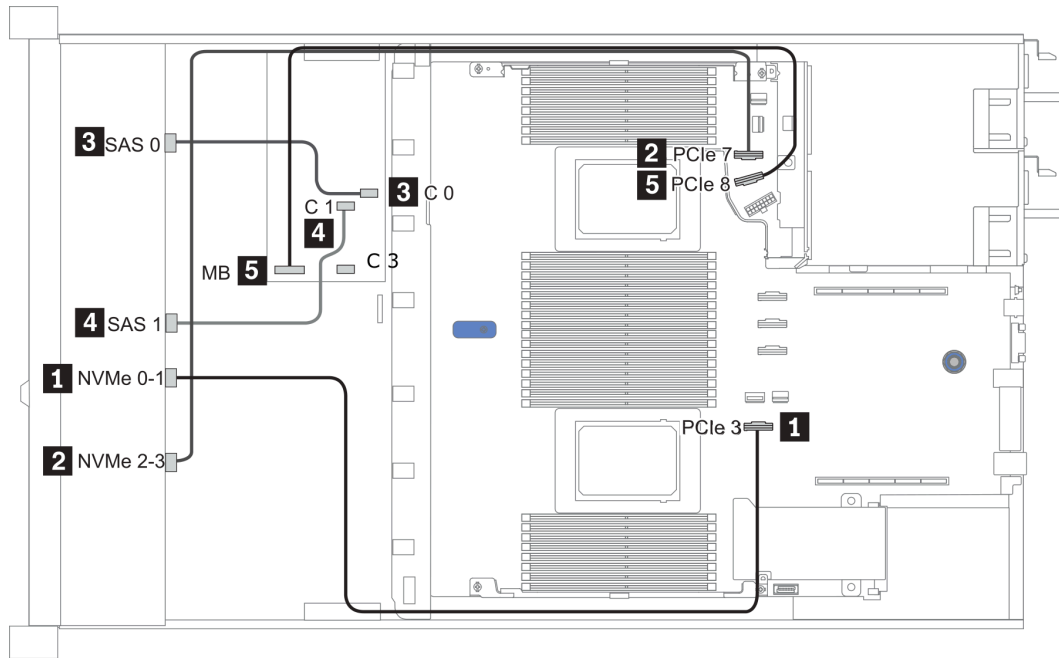 3 SAS 0
2 PCIe 7
5 PCIe 8
3 C 0
C 1
4
C 3
MB 5
4 SAS 1
1 NVMe 0-1
PCIe 3 1
2 NVMe 2-3